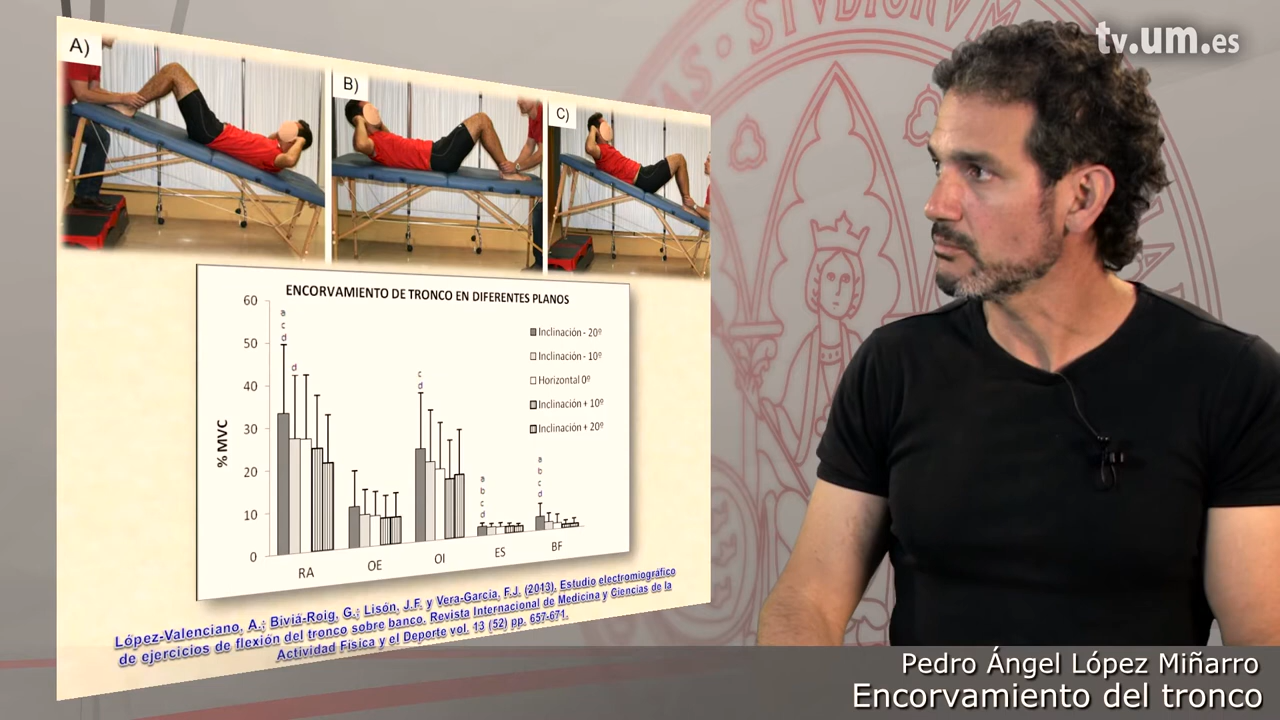 tv.um.es
STVDIORVM
A)
B)
C)
ENCORVAMIENTO DE TRONCO EN DIFERENTES PLANOS
60
50
40
30
20
10
0
% MVC
a
c
d
d
c
d
a
b
c
d
a
b
c
d
Inclinación - 20º
Inclinación - 10º
Horizontal 0º
Inclinación + 10º
Inclinación + 20º
RA
OE
OI
ES
BF
López-Valenciano, A.; Biviá-Roig, G.; Lisón, J.F. y Vera-García, F.J. (2013). Estudio electromiográfico
de ejercicios de flexión del tronco sobre banco. Revista Internacional de Medicina y Ciencias de la
Actividad Física y el Deporte vol. 13 (52) pp. 657-671.
Pedro Ángel López Miñarro
Encorvamiento del tronco